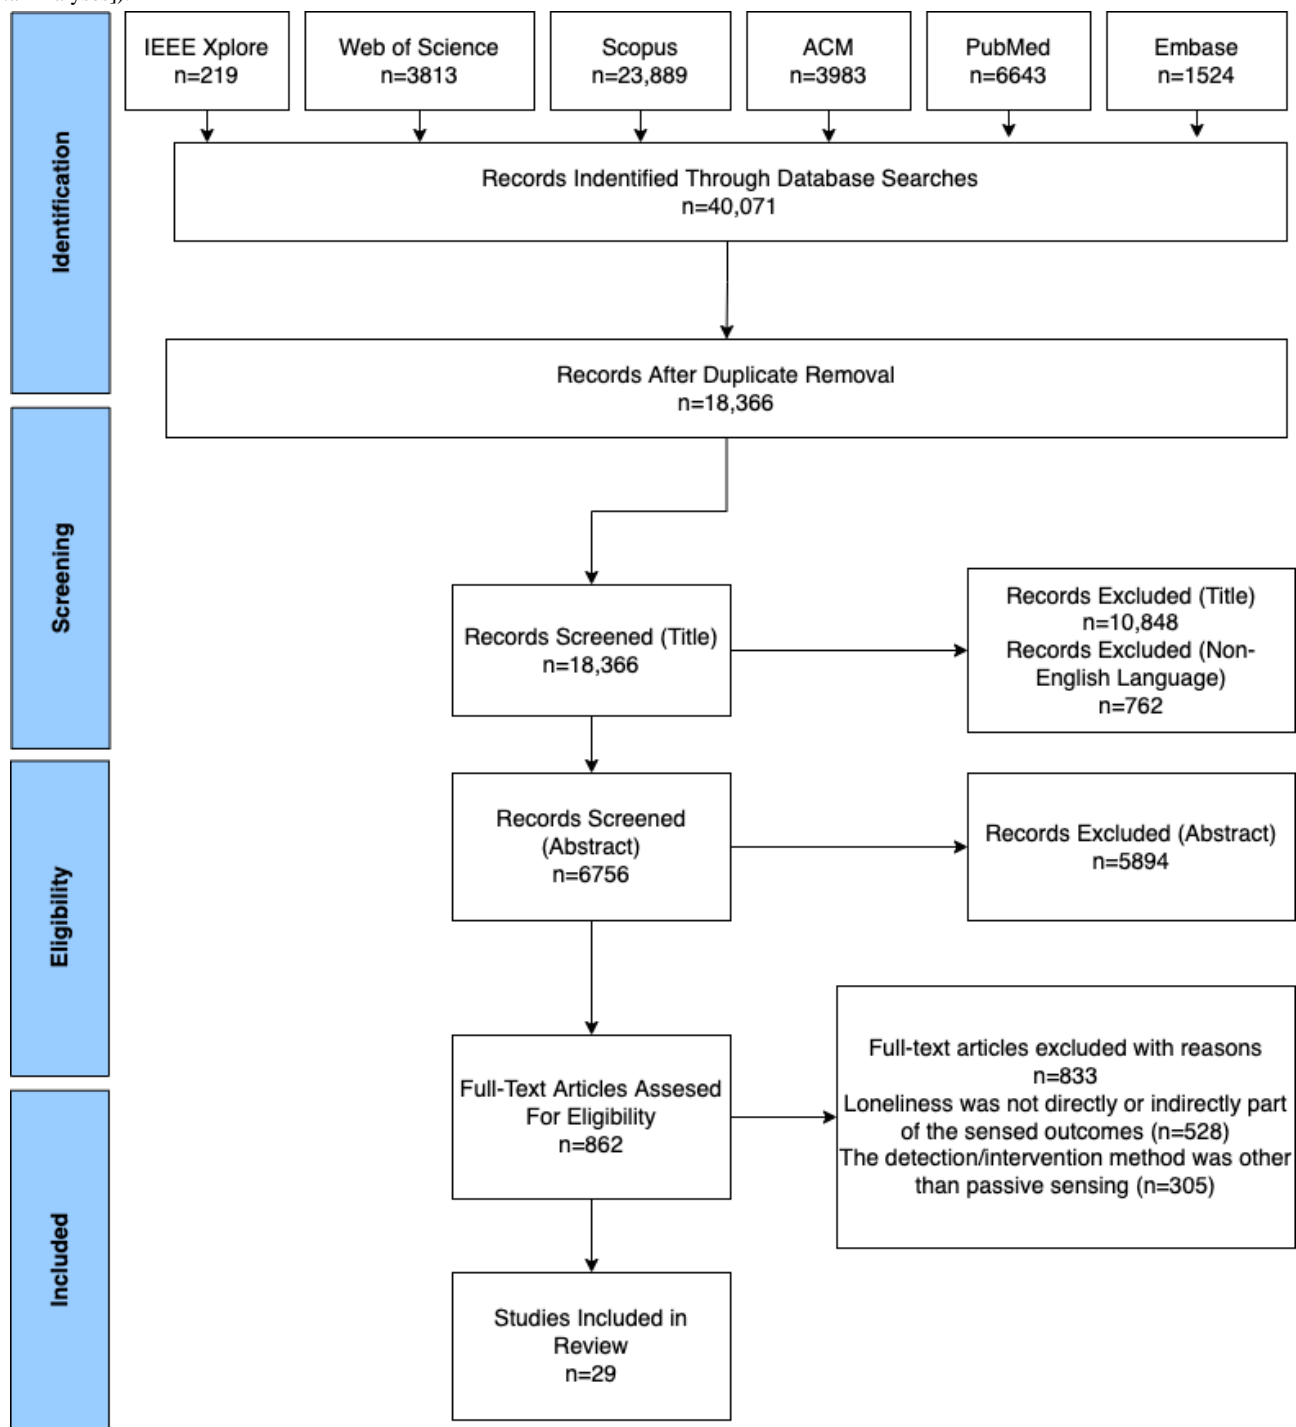 IEEE Xplore
n=219
Web of Science
n=3813
Scopus
n=23,889
ACM
n=3983
PubMed
n=6643
Embase
n=1524
Identification
Records Indentified Through Database Searches
n=40,071
Records After Duplicate Removal
n=18,366
Screening
Records Screened (Title)
n=18,366
Records Excluded (Title)
n=10,848
Records Excluded (Non-
English Language)
n=762
Eligibility
Records Screened
(Abstract)
n=6756
Records Excluded (Abstract)
n=5894
Full-Text Articles Assesed
For Eligibility
n=862
Full-text articles excluded with reasons
n=833
Loneliness was not directly or indirectly part
of the sensed outcomes (n=528)
The detection/intervention method was other
than passive sensing (n=305)
Included
Studies Included in
Review
n=29